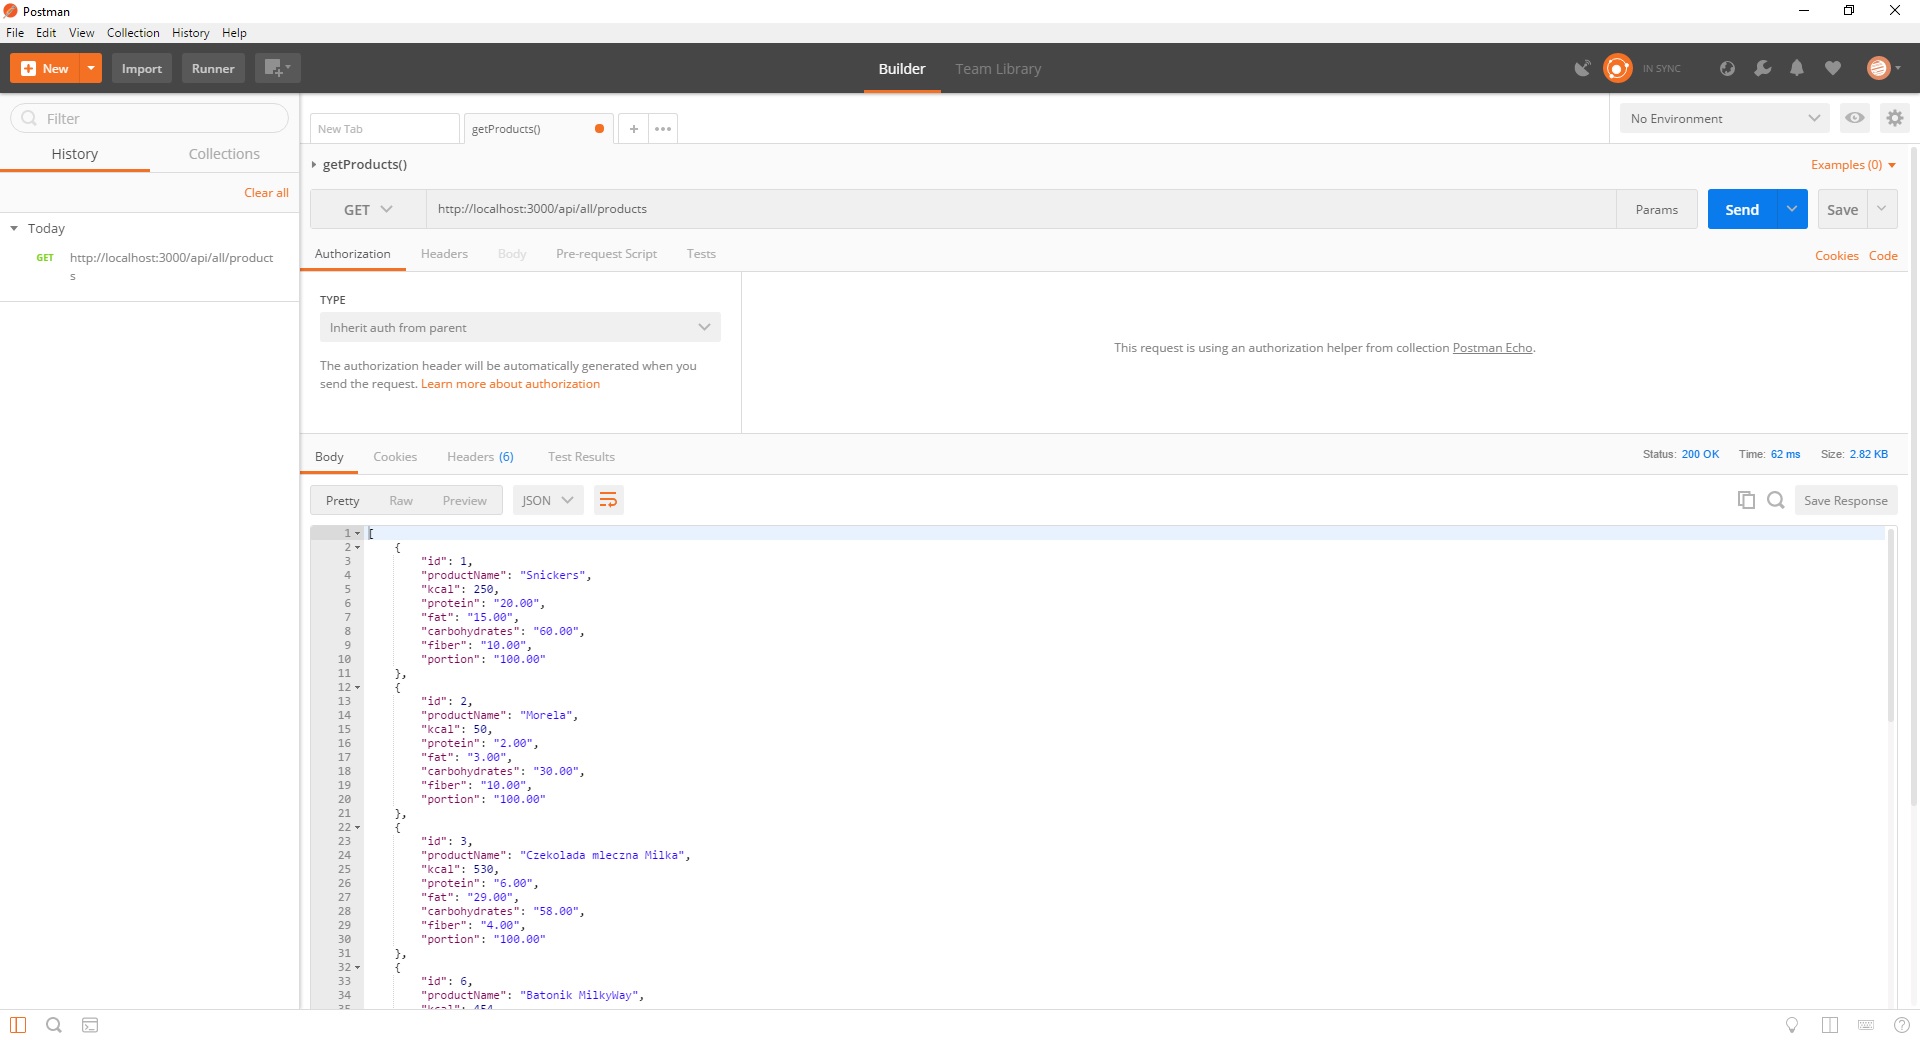 Postman
File Edit View Collection History Help
New Import Runner Builder Team Library IN SYNC
Filter
History Collections
Clear all
Today
GET http://localhost:3000/api/all/product
s
New Tab getProducts() + ••• No Environment
getProducts() Examples (0)
GET http://localhost:3000/api/all/products Params Send Save
Authorization Headers Body Pre-request Script Tests Cookies Code
TYPE
Inherit auth from parent
The authorization header will be automatically generated when you
send the request. Learn more about authorization
This request is using an authorization helper from collection Postman Echo.
Body Cookies Headers (6) Test Results Status: 200 OK Time: 62 ms Size: 2.82 KB
Pretty Raw Preview JSON Save Response
1 [
2 {
3 "id": 1,
4 "productName": "Snickers",
5 "kcal": 250,
6 "protein": "20.00",
7 "fat": "15.00",
8 "carbohydrates": "60.00",
9 "fiber": "10.00",
10 "portion": "100.00"
11 },
12 {
13 "id": 2,
14 "productName": "Morela",
15 "kcal": 50,
16 "protein": "2.00",
17 "fat": "3.00",
18 "carbohydrates": "30.00",
19 "fiber": "10.00",
20 "portion": "100.00"
21 },
22 {
23 "id": 3,
24 "productName": "Czekolada mleczna Milka",
25 "kcal": 530,
26 "protein": "6.00",
27 "fat": "29.00",
28 "carbohydrates": "58.00",
29 "fiber": "4.00",
30 "portion": "100.00"
31 },
32 {
33 "id": 6,
34 "productName": "Batonik MilkyWay",
35 "kcal": 454